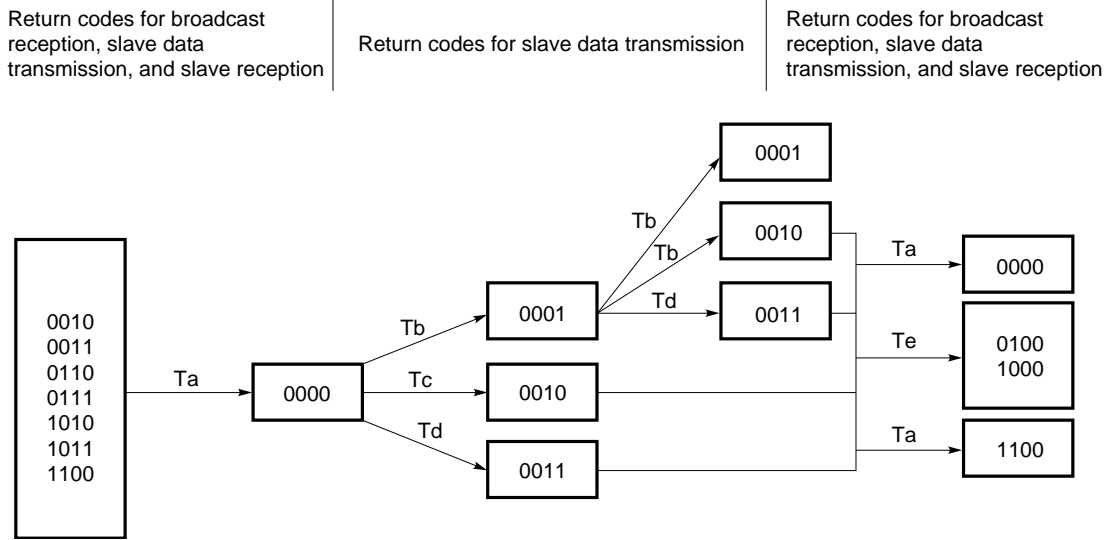 Return codes for broadcast
reception, slave data
transmission, and slave reception
Return codes for slave data transmission
Return codes for broadcast
reception, slave data
transmission, and slave reception
0010
0011
0110
0111
1010
1011
1100
Ta
0000
Tb
Tc
Td
0001
0010
0011
Tb
Tb
Td
0001
0010
0011
Ta
Te
Ta
0000
0100
1000
1100